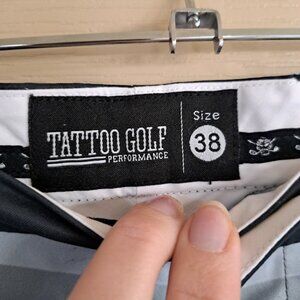 TATTOO GOLF
PERFORMANCE
Size
38